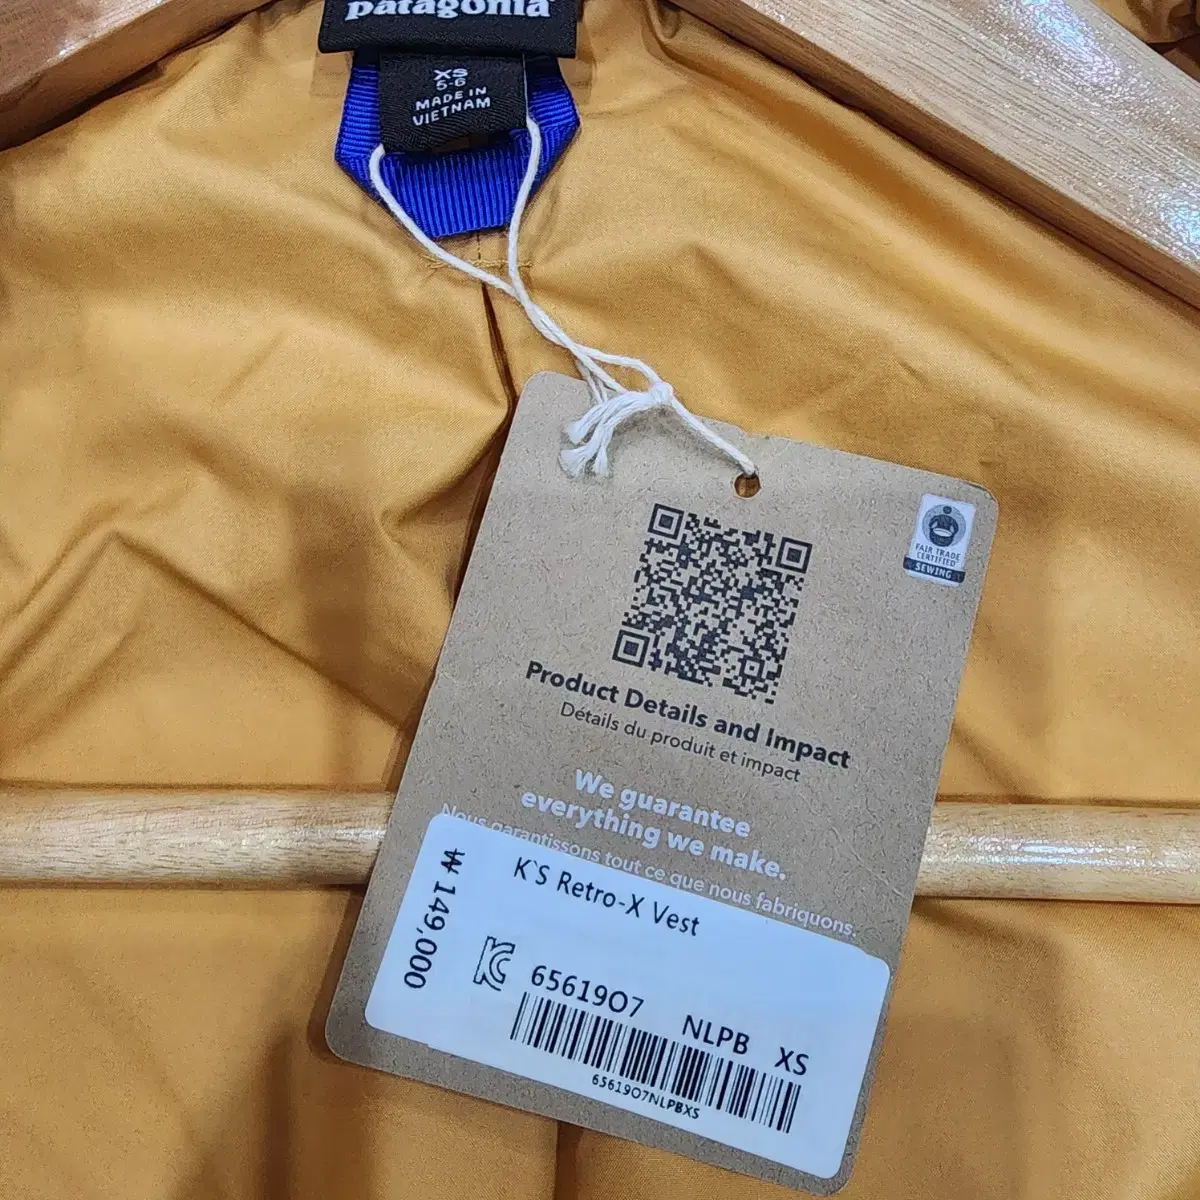 patagonia
XS
5-6
MADE IN
VIETNAM
FAIR TRADE
CERTIFIED
SEWING
Product Details and Impact
Détails du produit et impact
We guarantee
everything we make.
Nous garantissons tout ce que nous fabriquons.
K`S Retro-X Vest
₩ 149,000
6561907 NLPB XS
6561907NLPBXS